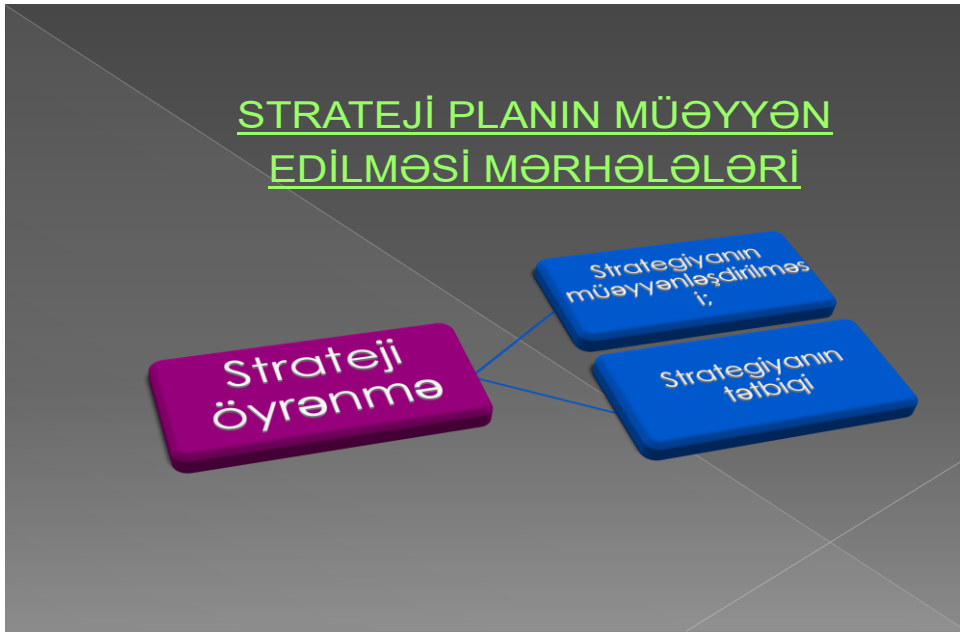 STRATEJİ PLANIN MÜƏYYƏN
EDİLMƏSİ MƏRHƏLƏLƏRİ
Strateji
öyrənmə
Strategiyanın
müəyyənləşdirilməs
i;
Strategiyanın
tətbiqi